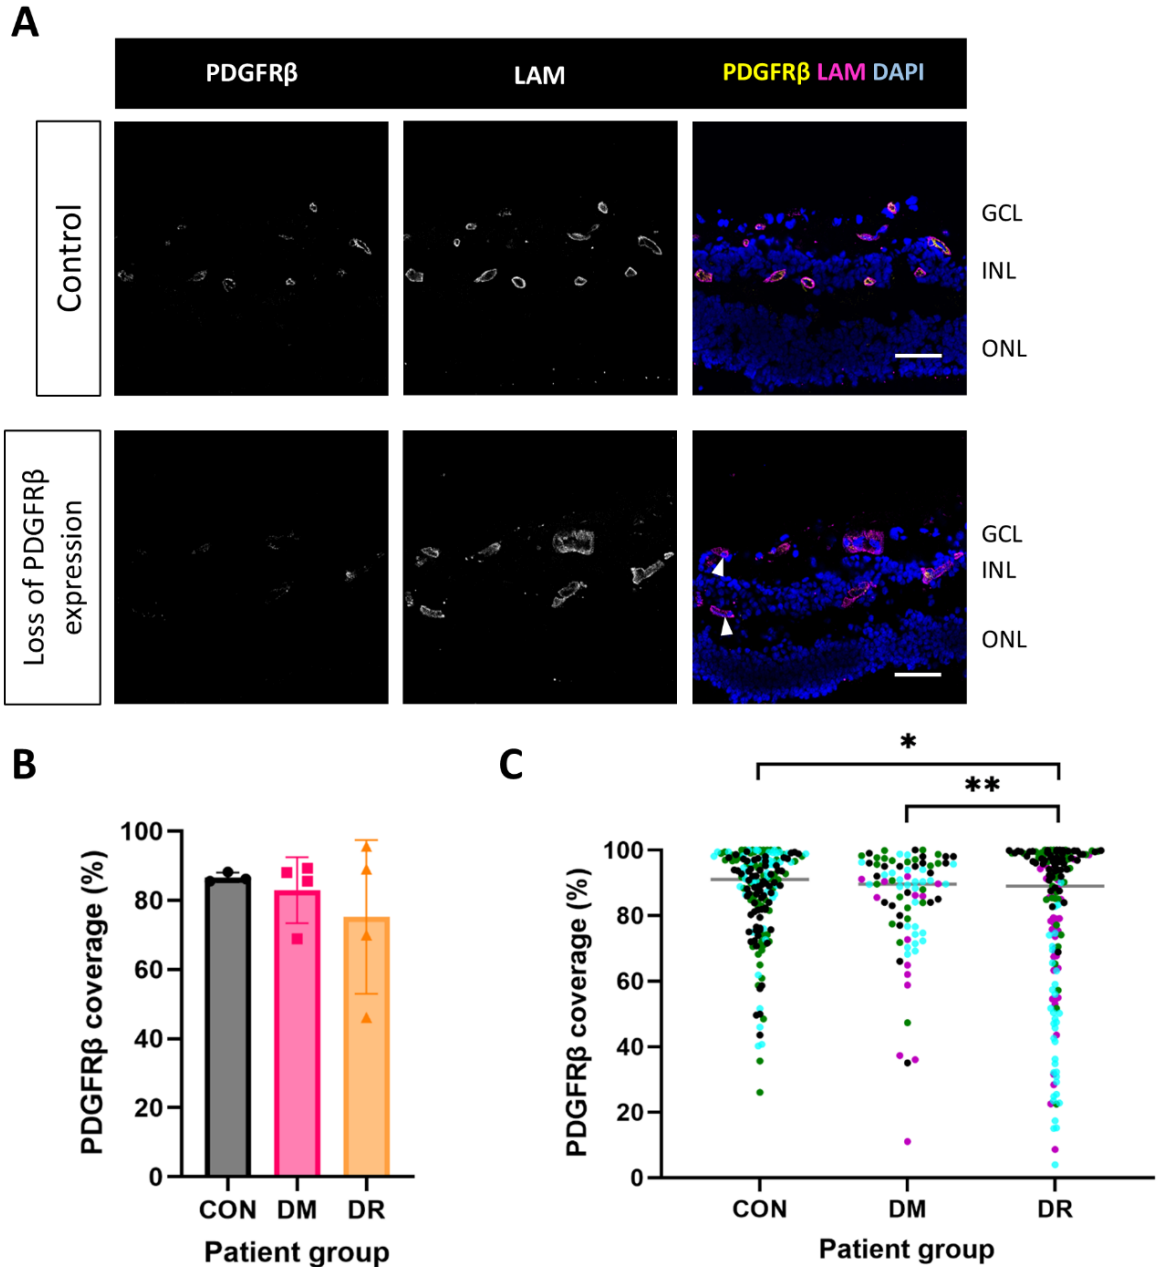 A
PDGFRβ
LAM
PDGFRβ LAM DAPI
Control
GCL
INL
ONL
Loss of PDGFRβ
expression
GCL
INL
ONL
B
PDGFRβ coverage (%)
100
80
60
40
20
0
CON DM DR
Patient group
C
*
**
PDGFRβ coverage (%)
100
80
60
40
20
0
CON DM DR
Patient group